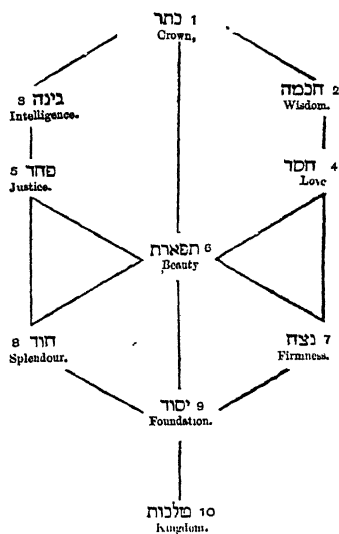 כתר 1
Crown,
בינה 3
Intelligence.
חכמה 2
Wisdom.
פחד 5
Justice.
חסד 4
Love
תפארת 6
Beauty
הוד 8
Splendour.
נצח 7
Firmness.
יסוד 9
Foundation.
מלכות 10
Kingdom.